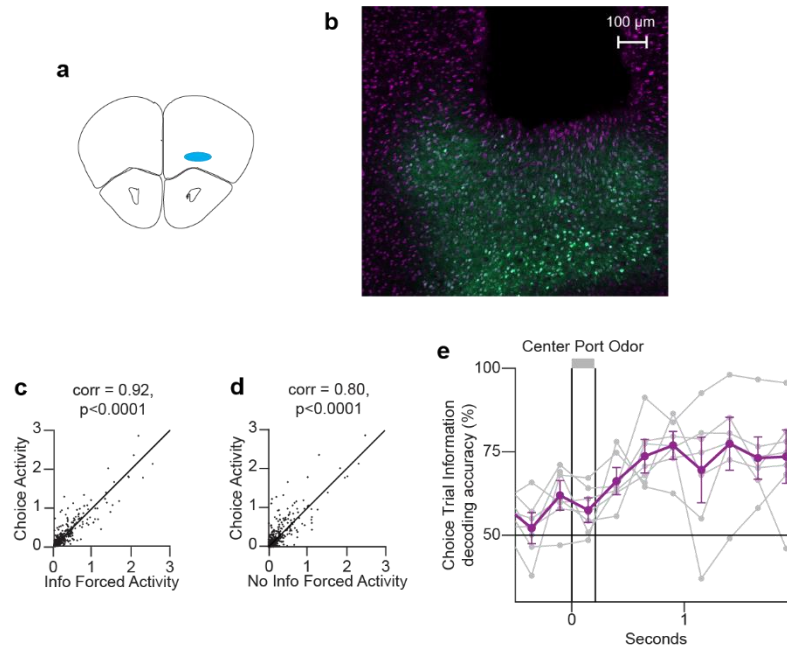 a
b
100 µm
c
corr = 0.92,
p<0.0001
Choice Activity
3
2
1
0
0
1
2
3
Info Forced Activity
d
corr = 0.80,
p<0.0001
Choice Activity
3
2
1
0
0
1
2
3
No Info Forced Activity
e
Center Port Odor
Choice Trial Information
decoding accuracy (%)
100
75
50
0
1
Seconds